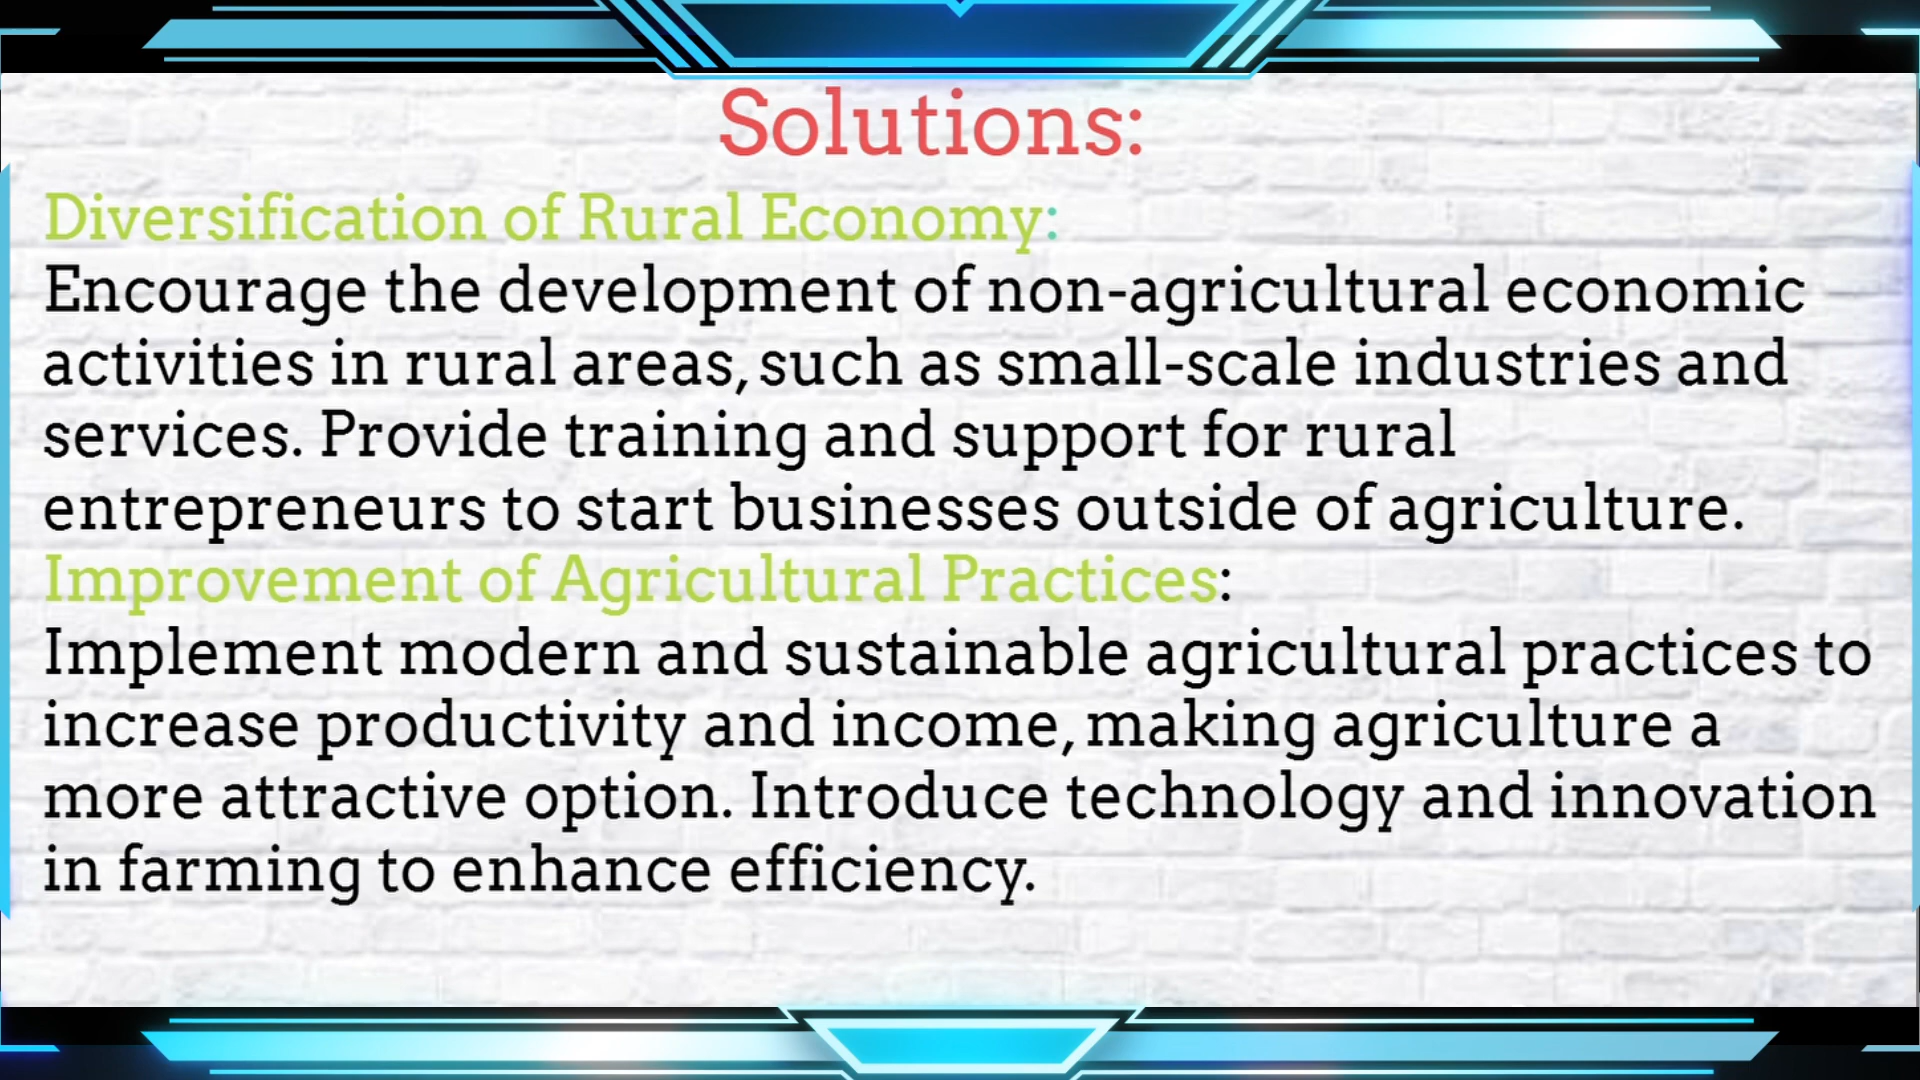 Solutions:
Diversification of Rural Economy:
Encourage the development of non-agricultural economic
activities in rural areas, such as small-scale industries and
services. Provide training and support for rural
entrepreneurs to start businesses outside of agriculture.
Improvement of Agricultural Practices:
Implement modern and sustainable agricultural practices to
increase productivity and income, making agriculture a
more attractive option. Introduce technology and innovation
in farming to enhance efficiency.